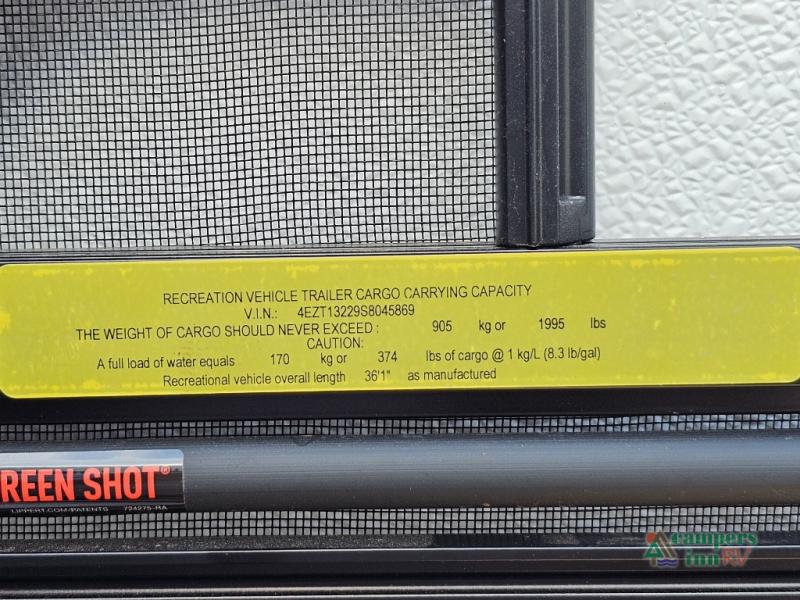 RECREATION VEHICLE TRAILER CARGO CARRYING CAPACITY
V.I.N.: 4EZT13229S8045869
THE WEIGHT OF CARGO SHOULD NEVER EXCEED : 905 kg or 1995 lbs
CAUTION:
A full load of water equals 170 kg or 374 lbs of cargo @ 1 kg/L (8.3 lb/gal)
Recreational vehicle overall length 36'1" as manufactured
REEN SHOT®
LIPPERT.COM/PATENTS 724275-RA
campers
inn RV